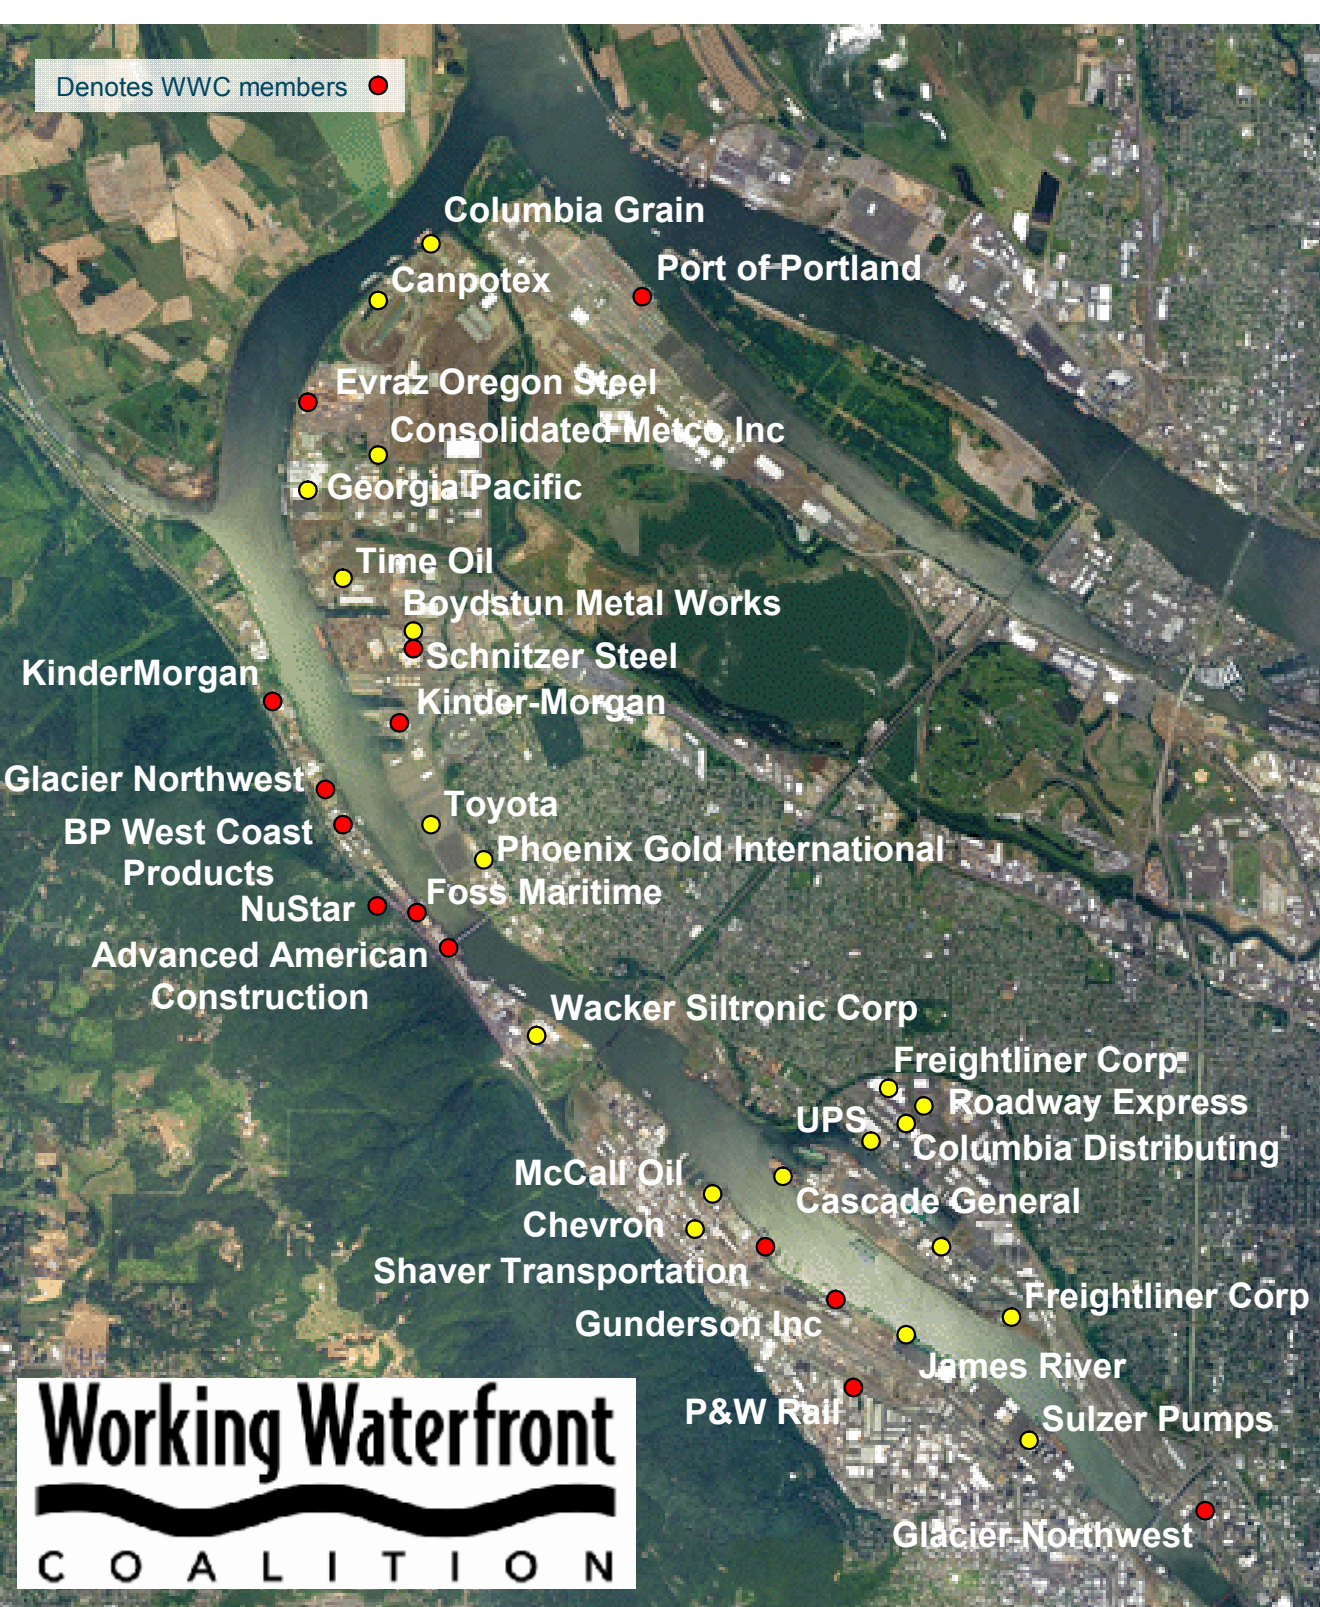 Denotes WWC members
Columbia Grain
Port of Portland
Canpotex
Evraz Oregon Steel
Consolidated Metco Inc
Georgia Pacific
Time Oil
Boydstun Metal Works
Schnitzer Steel
KinderMorgan
Kinder-Morgan
Glacier Northwest
Toyota
BP West Coast
Products
Phoenix Gold International
Foss Maritime
NuStar
Advanced American
Construction
Wacker Siltronic Corp
Freightliner Corp
Roadway Express
UPS
Columbia Distributing
McCall Oil
Cascade General
Chevron
Shaver Transportation
Freightliner Corp
Gunderson Inc
James River
P&W Rail
Sulzer Pumps
Glacier Northwest
Working Waterfront
COALITION